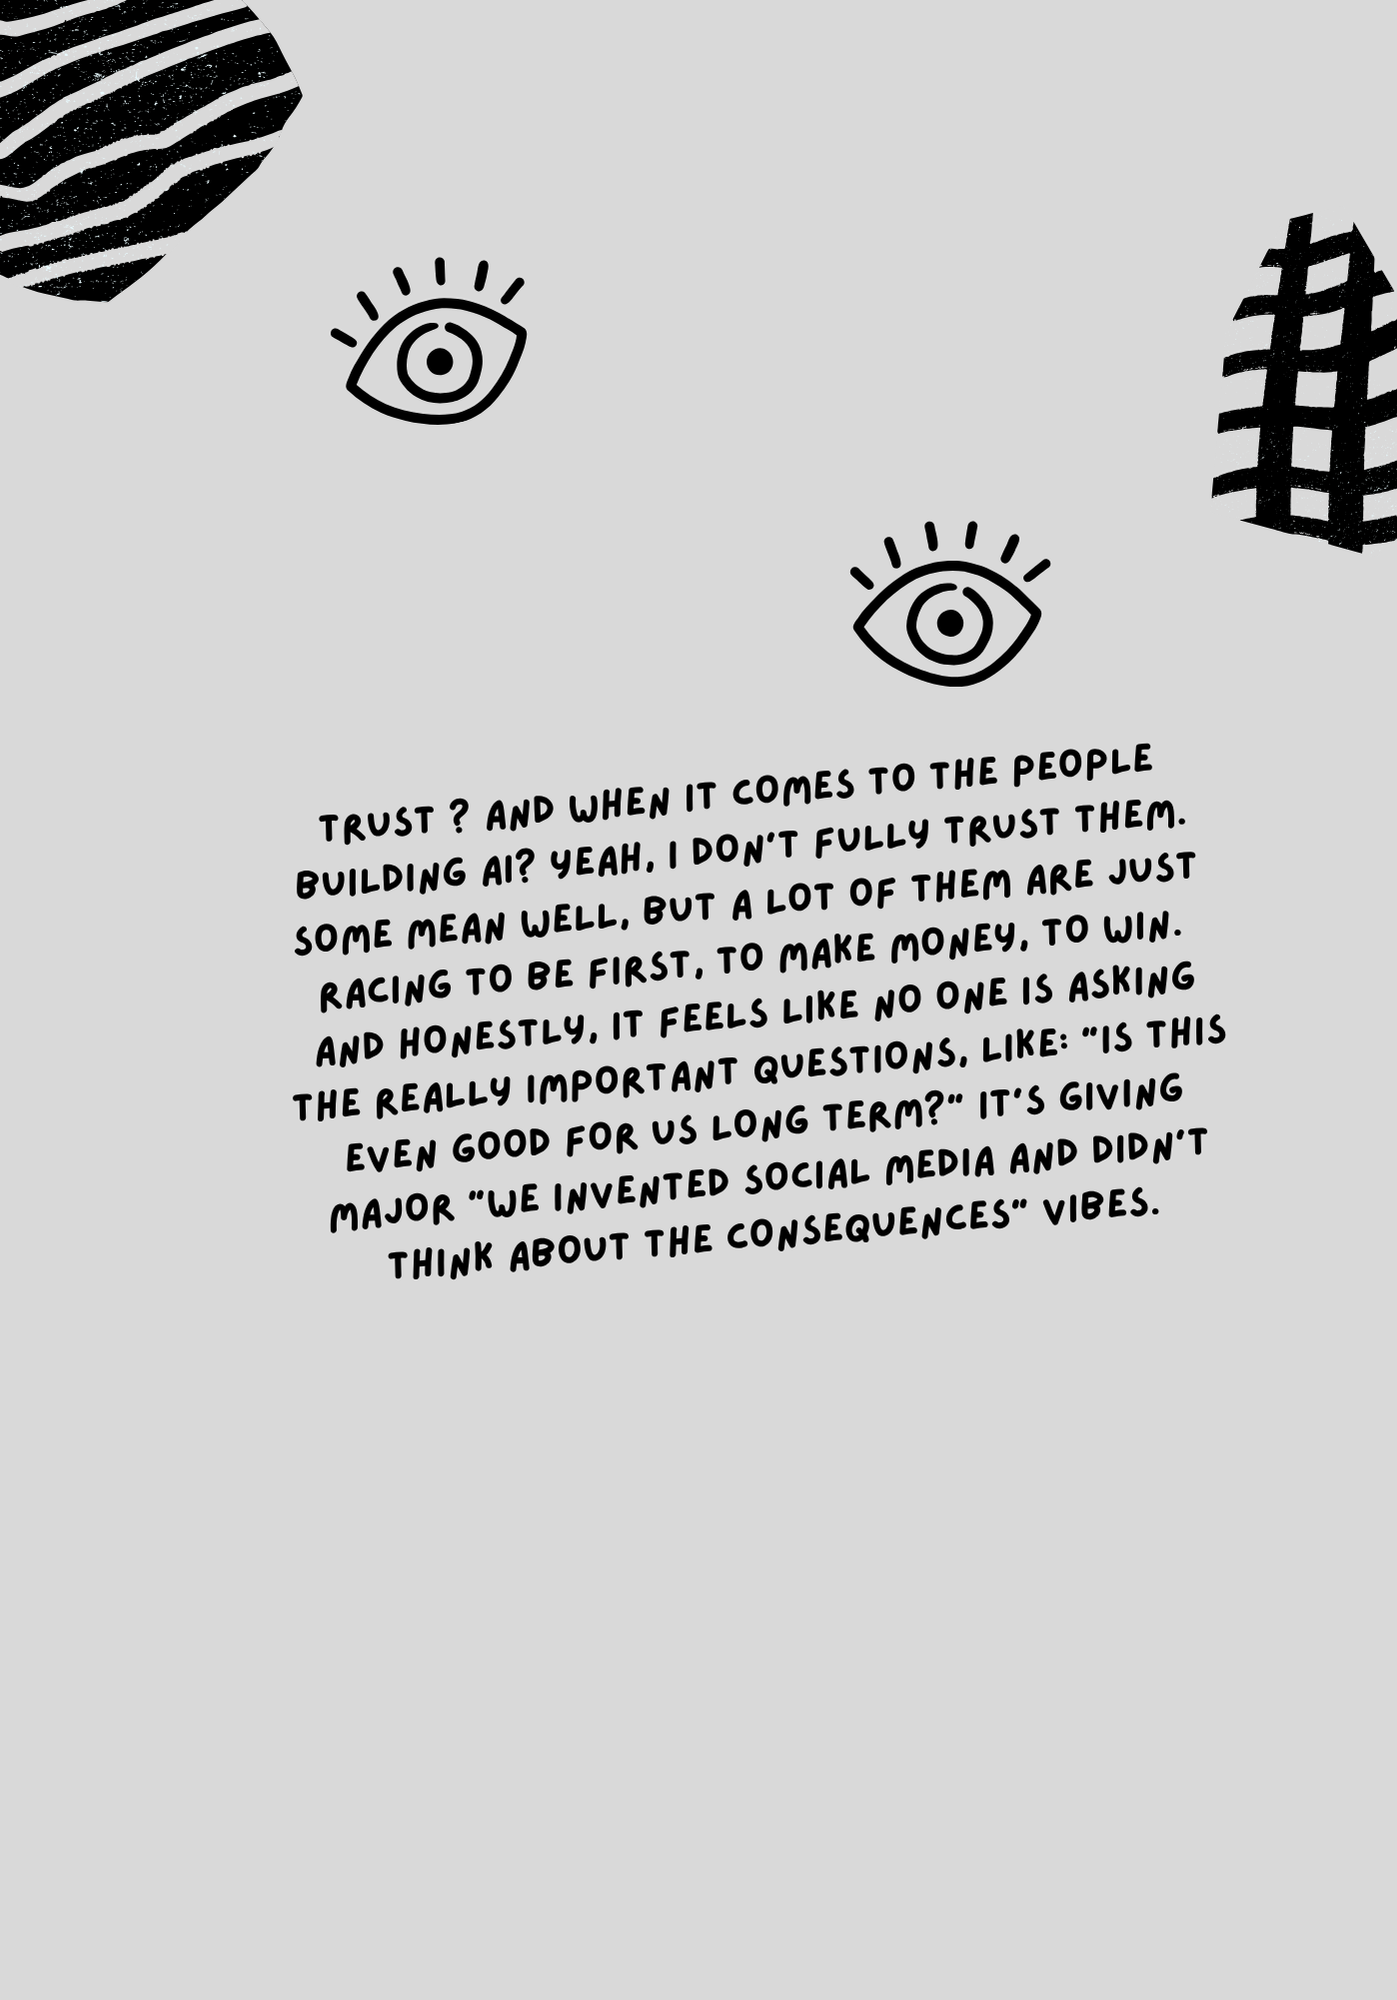 TRUST ? AND WHEN IT COMES TO THE PEOPLE
BUILDING AI? YEAH, I DON'T FULLY TRUST THEM.
SOME MEAN WELL, BUT A LOT OF THEM ARE JUST
RACING TO BE FIRST, TO MAKE MONEY, TO WIN.
AND HONESTLY, IT FEELS LIKE NO ONE IS ASKING
THE REALLY IMPORTANT QUESTIONS, LIKE: "IS THIS
EVEN GOOD FOR US LONG TERM?" IT'S GIVING
MAJOR "WE INVENTED SOCIAL MEDIA AND DIDN'T
THINK ABOUT THE CONSEQUENCES" VIBES.